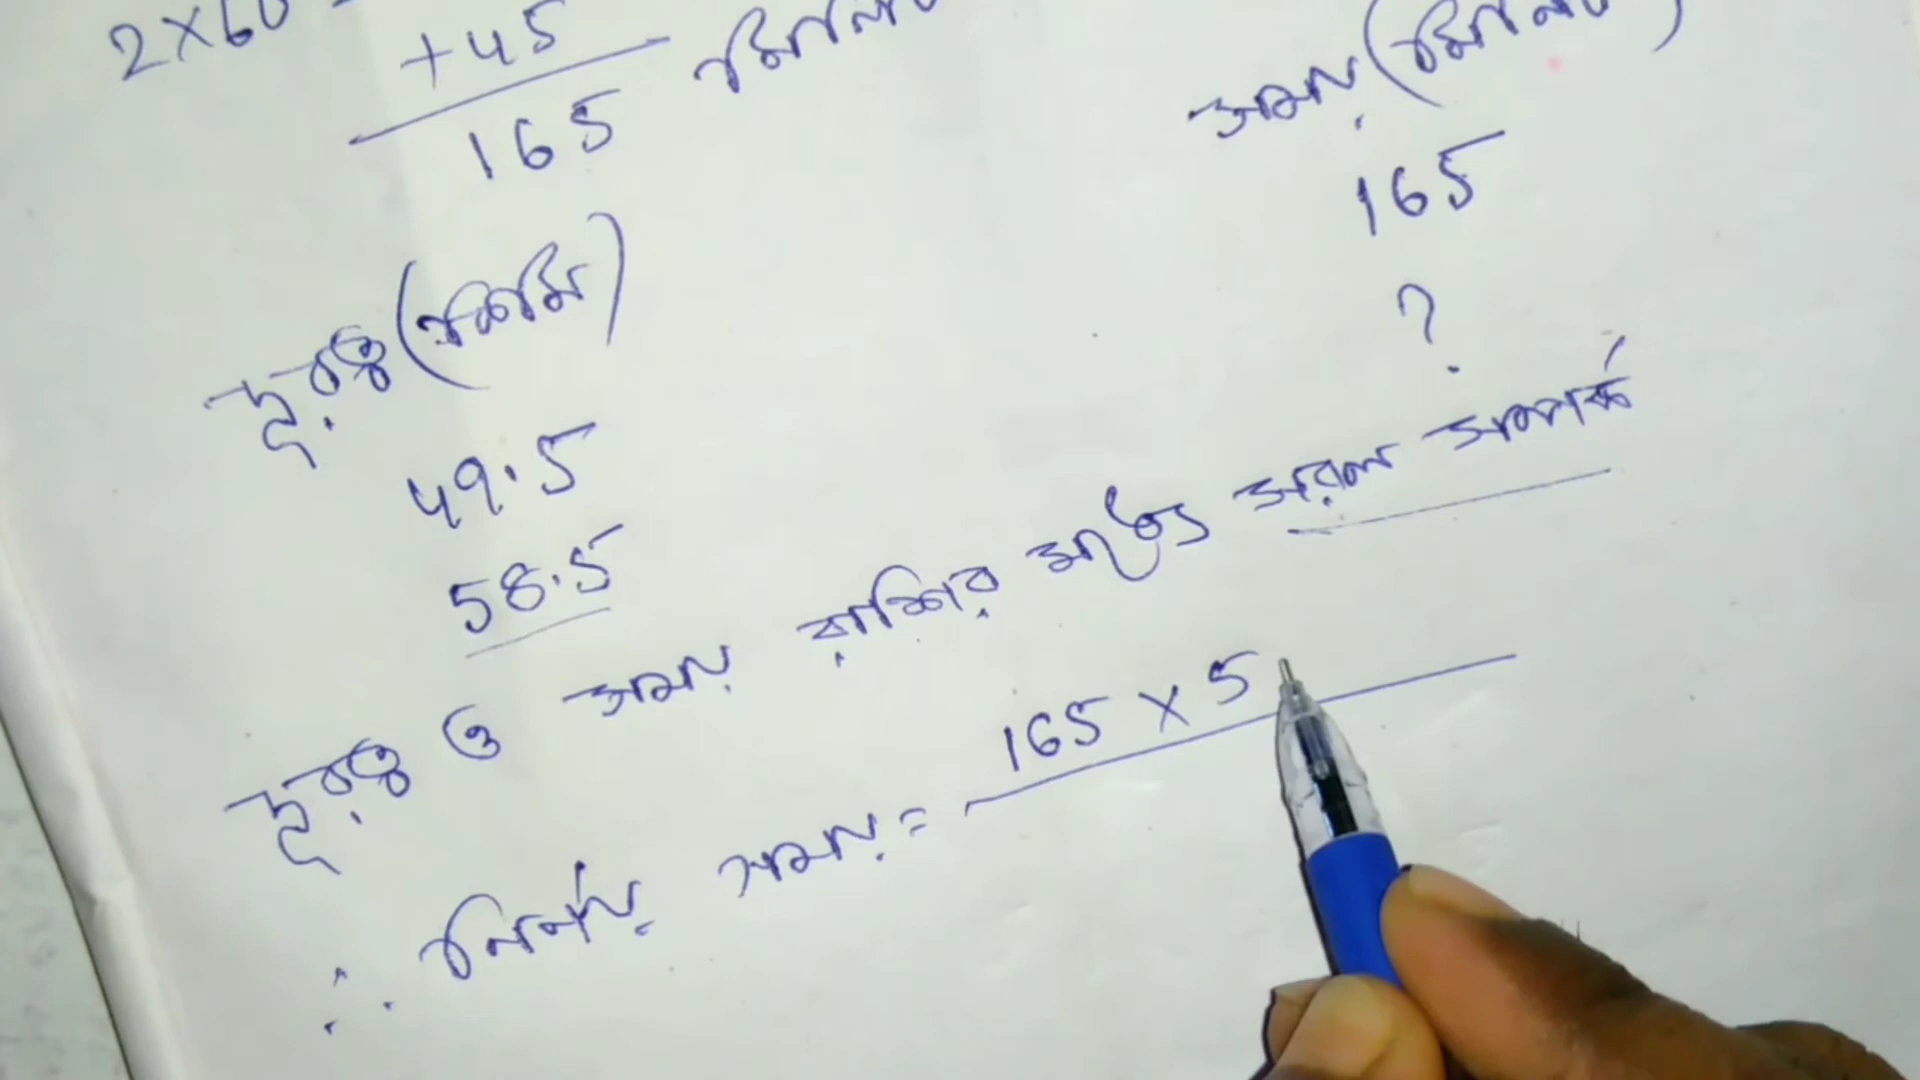 2×60
+45
165 মিনিট
সময় (মিনিট)
দূরত্ব (কিমি)
165
49.5
?
58.5
দূরত্ব ও সময় রাশির মধ্যে সরল সম্পর্ক
∴ নির্ণেয় সময় = 165 × 5